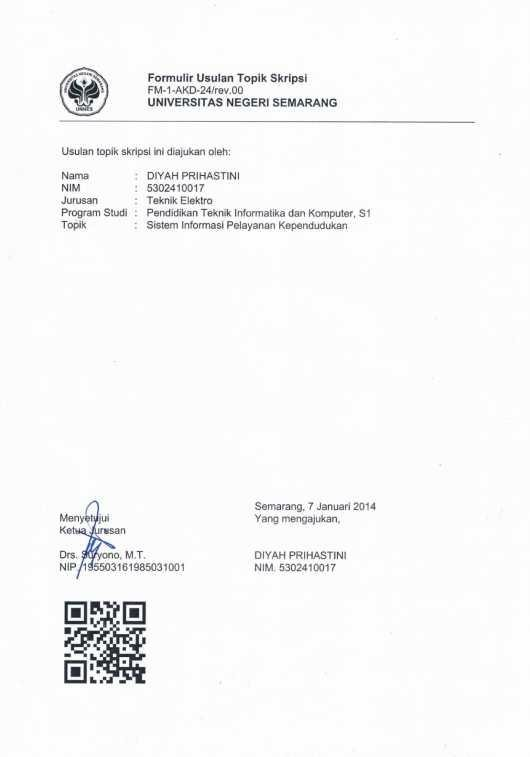 Formulir Usulan Topik Skripsi
FM-1-AKD-24/rev.00
UNIVERSITAS NEGERI SEMARANG
UNNES
Usulan topik skripsi ini diajukan oleh:
Nama : DIYAH PRIHASTINI
NIM : 5302410017
Jurusan : Teknik Elektro
Program Studi : Pendidikan Teknik Informatika dan Komputer, S1
Topik : Sistem Informasi Pelayanan Kependudukan
Semarang, 7 Januari 2014
Menyetujui
Yang mengajukan,
Ketua Jurusan
Drs. Suryono, M.T.
DIYAH PRIHASTINI
NIP. 195503161985031001
NIM. 5302410017